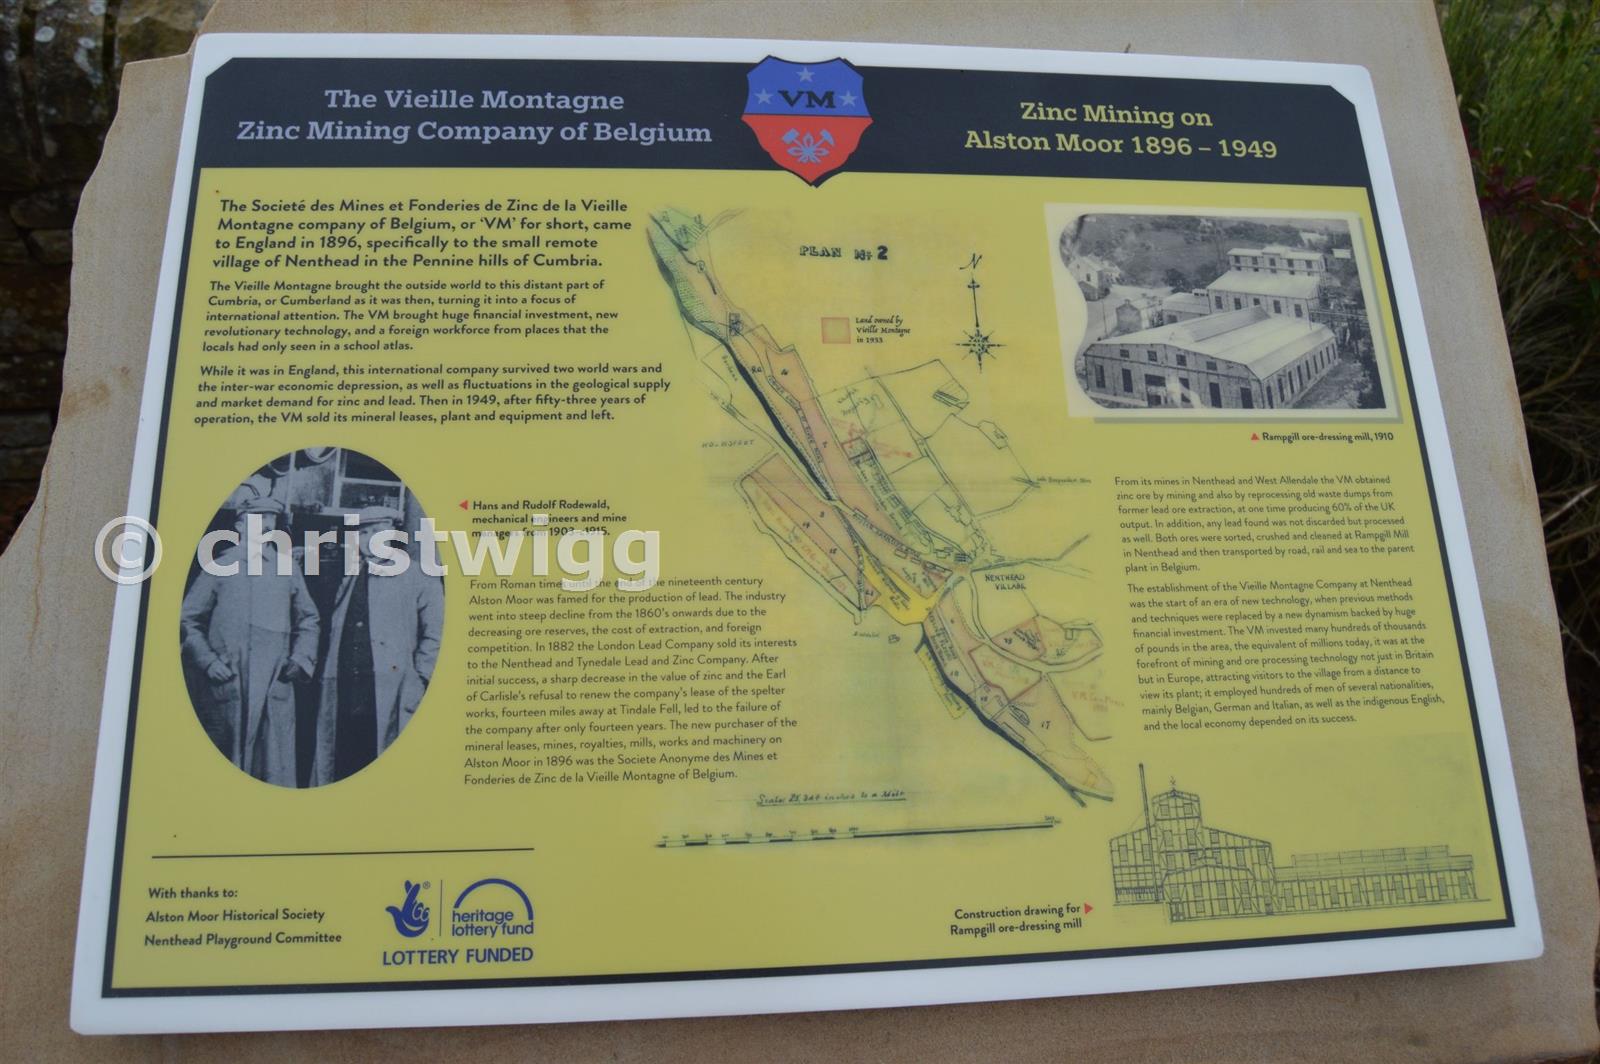 The Vieille Montagne
Zinc Mining Company of Belgium
VM
Zinc Mining on
Alston Moor 1896 – 1949
The Societé des Mines et Fonderies de Zinc de la Vieille
Montagne company of Belgium, or ‘VM’ for short, came
to England in 1896, specifically to the small remote
village of Nenthead in the Pennine hills of Cumbria.
The Vieille Montagne brought the outside world to this distant part of
Cumbria, or Cumberland as it was then, turning it into a focus of
international attention. The VM brought huge financial investment, new
revolutionary technology, and a foreign workforce from places that the
locals had only seen in a school atlas.
While it was in England, this international company survived two world wars and
the inter-war economic depression, as well as fluctuations in the geological supply
and market demand for zinc and lead. Then in 1949, after fifty-three years of
operation, the VM sold its mineral leases, plant and equipment and left.
Hans and Rudolf Rodewald,
mechanical engineers and mine
managers from 1903-c1915.
From Roman times until the end of the nineteenth century
Alston Moor was famed for the production of lead. The industry
went into steep decline from the 1860's onwards due to the
decreasing ore reserves, the cost of extraction, and foreign
competition. In 1882 the London Lead Company sold its interests
to the Nenthead and Tynedale Lead and Zinc Company. After
initial success, a sharp decrease in the value of zinc and the Earl
of Carlisle's refusal to renew the company's lease of the spelter
works, fourteen miles away at Tindale Fell, led to the failure of
the company after only fourteen years. The new purchaser of the
mineral leases, mines, royalties, mills, works and machinery on
Alston Moor in 1896 was the Societe Anonyme des Mines et
Fonderies de Zinc de la Vieille Montagne of Belgium.
PLAN Nº 2
N
Land owned by
Vieille Montagne
in 1933
NENTHEAD
VILLAGE
17
Scale: 25.344 inches to a Mile
Rampgill ore-dressing mill, 1910
From its mines in Nenthead and West Allendale the VM obtained
zinc ore by mining and also by reprocessing old waste dumps from
former lead ore extraction, at one time producing 60% of the UK
output. In addition, any lead found was not discarded but processed
as well. Both ores were sorted, crushed and cleaned at Rampgill Mill
in Nenthead and then transported by road, rail and sea to the parent
plant in Belgium.
The establishment of the Vieille Montagne Company at Nenthead
was the start of an era of new technology, when previous methods
and techniques were replaced by a new dynamism backed by huge
financial investment. The VM invested many hundreds of thousands
of pounds in the area, the equivalent of millions today, it was at the
forefront of mining and ore processing technology not just in Britain
but in Europe, attracting visitors to the village from a distance to
view its plant; it employed hundreds of men of several nationalities,
mainly Belgian, German and Italian, as well as the indigenous English,
and the local economy depended on its success.
Construction drawing for
Rampgill ore-dressing mill
With thanks to:
Alston Moor Historical Society
Nenthead Playground Committee
heritage
lottery fund
LOTTERY FUNDED
© christwigg